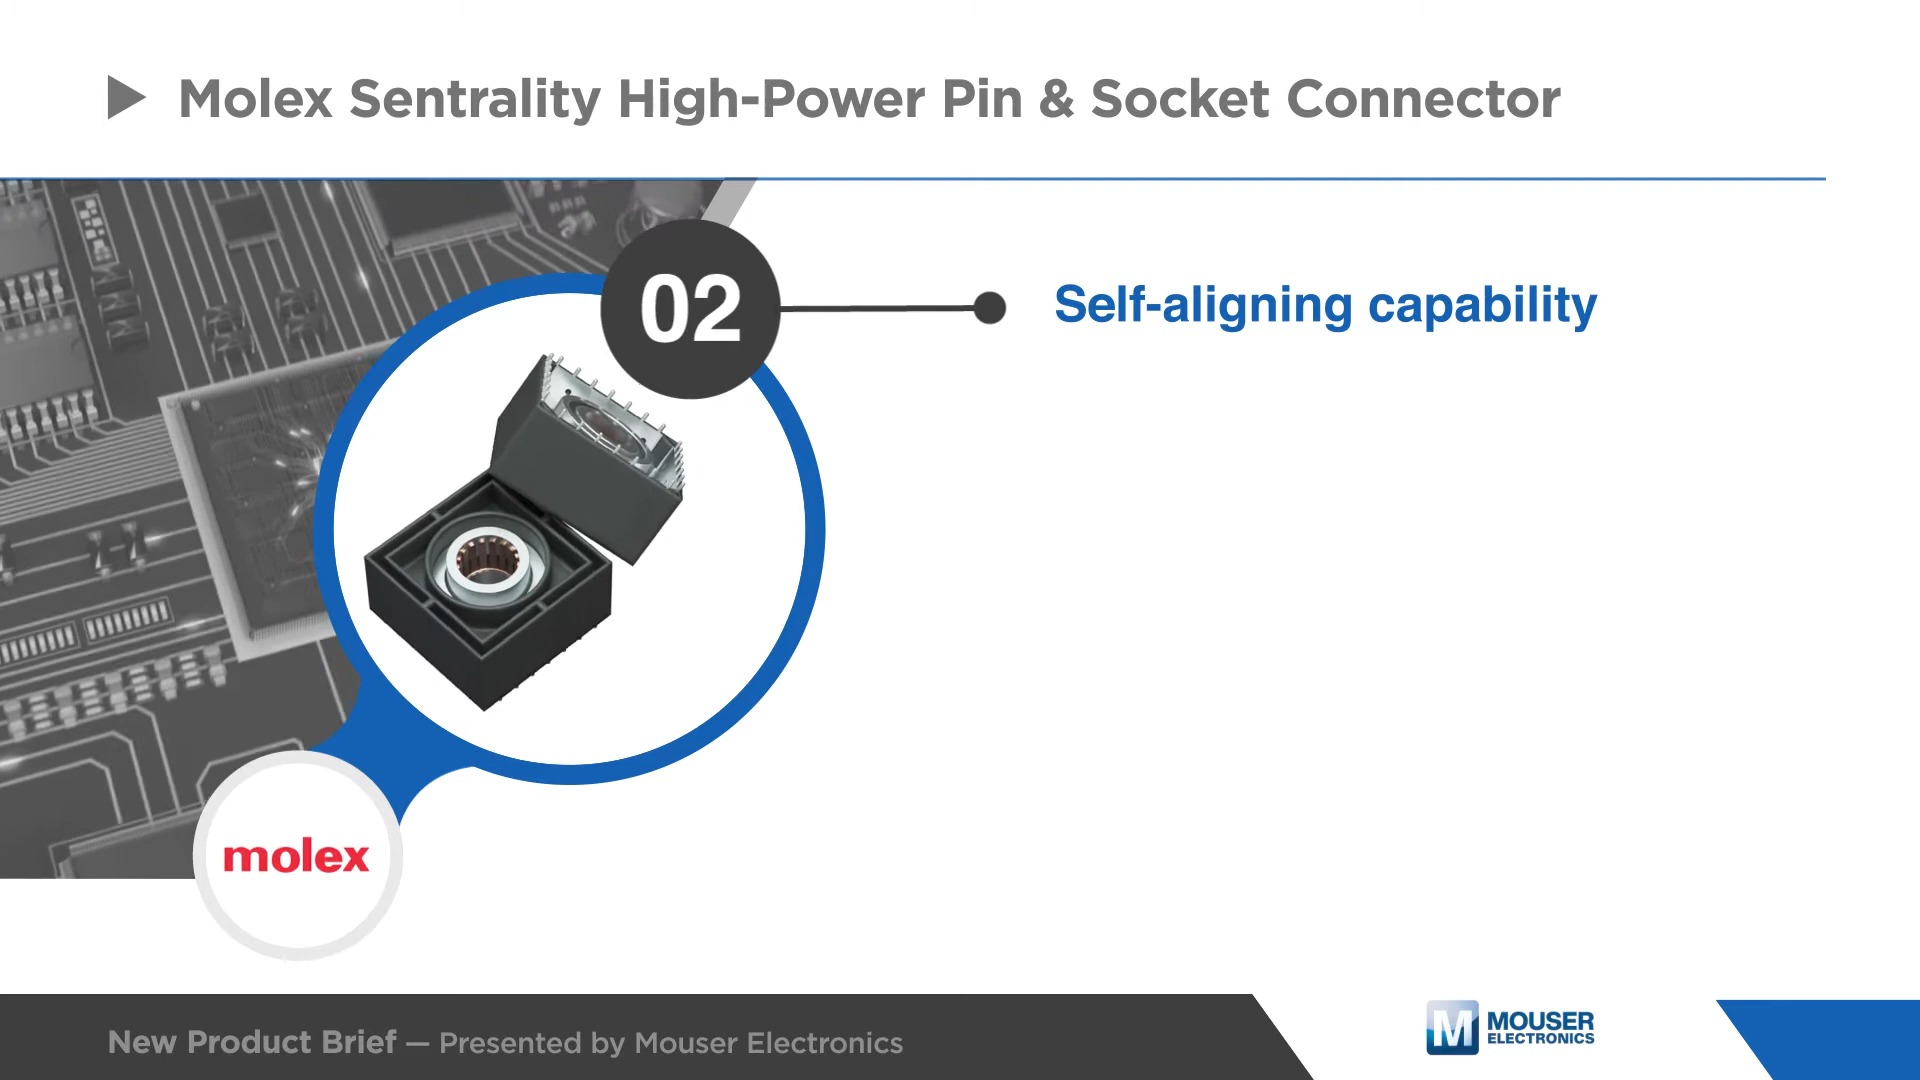 Molex Sentrality High-Power Pin & Socket Connector
02
Self-aligning capability
molex
New Product Brief — Presented by Mouser Electronics
M
MOUSER
ELECTRONICS